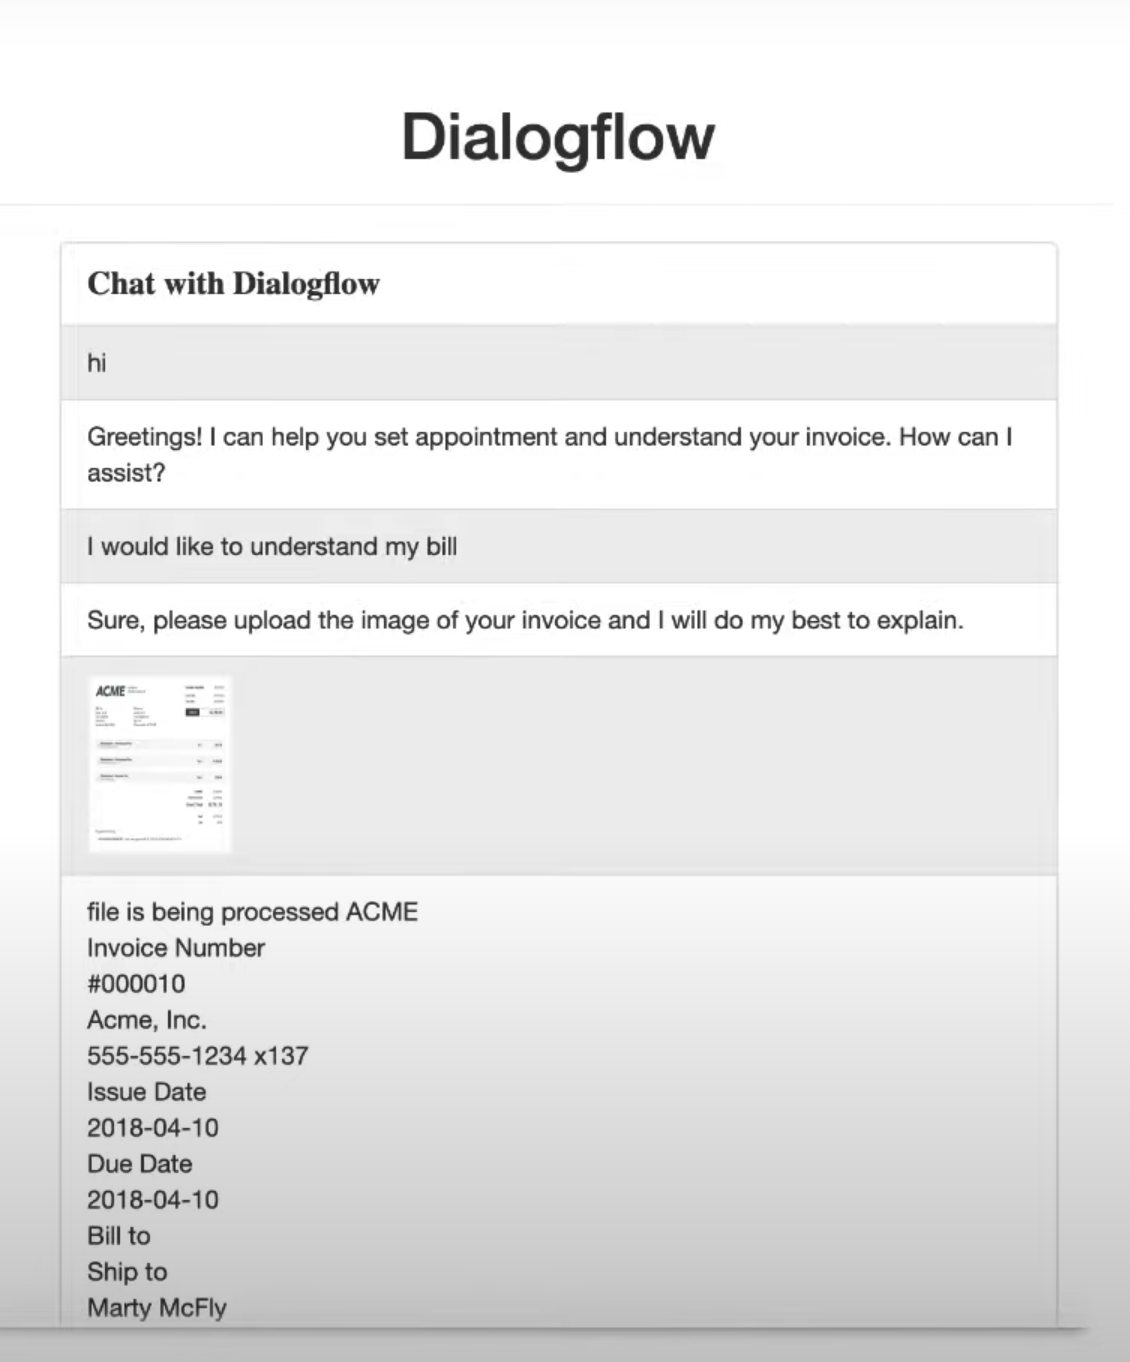 Dialogflow
Chat with Dialogflow
hi
Greetings! I can help you set appointment and understand your invoice. How can I
assist?
I would like to understand my bill
Sure, please upload the image of your invoice and I will do my best to explain.
ACME
file is being processed ACME
Invoice Number
#000010
Acme, Inc.
555-555-1234 x137
Issue Date
2018-04-10
Due Date
2018-04-10
Bill to
Ship to
Marty McFly